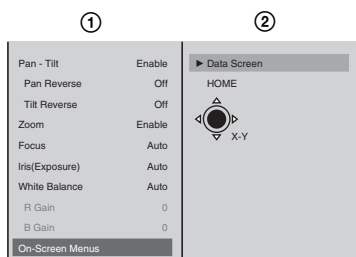 ① ②
Pan - Tilt Enable
Pan Reverse Off
Tilt Reverse Off
Zoom Enable
Focus Auto
Iris(Exposure) Auto
White Balance Auto
R Gain 0
B Gain 0
On-Screen Menus
► Data Screen
HOME
X-Y